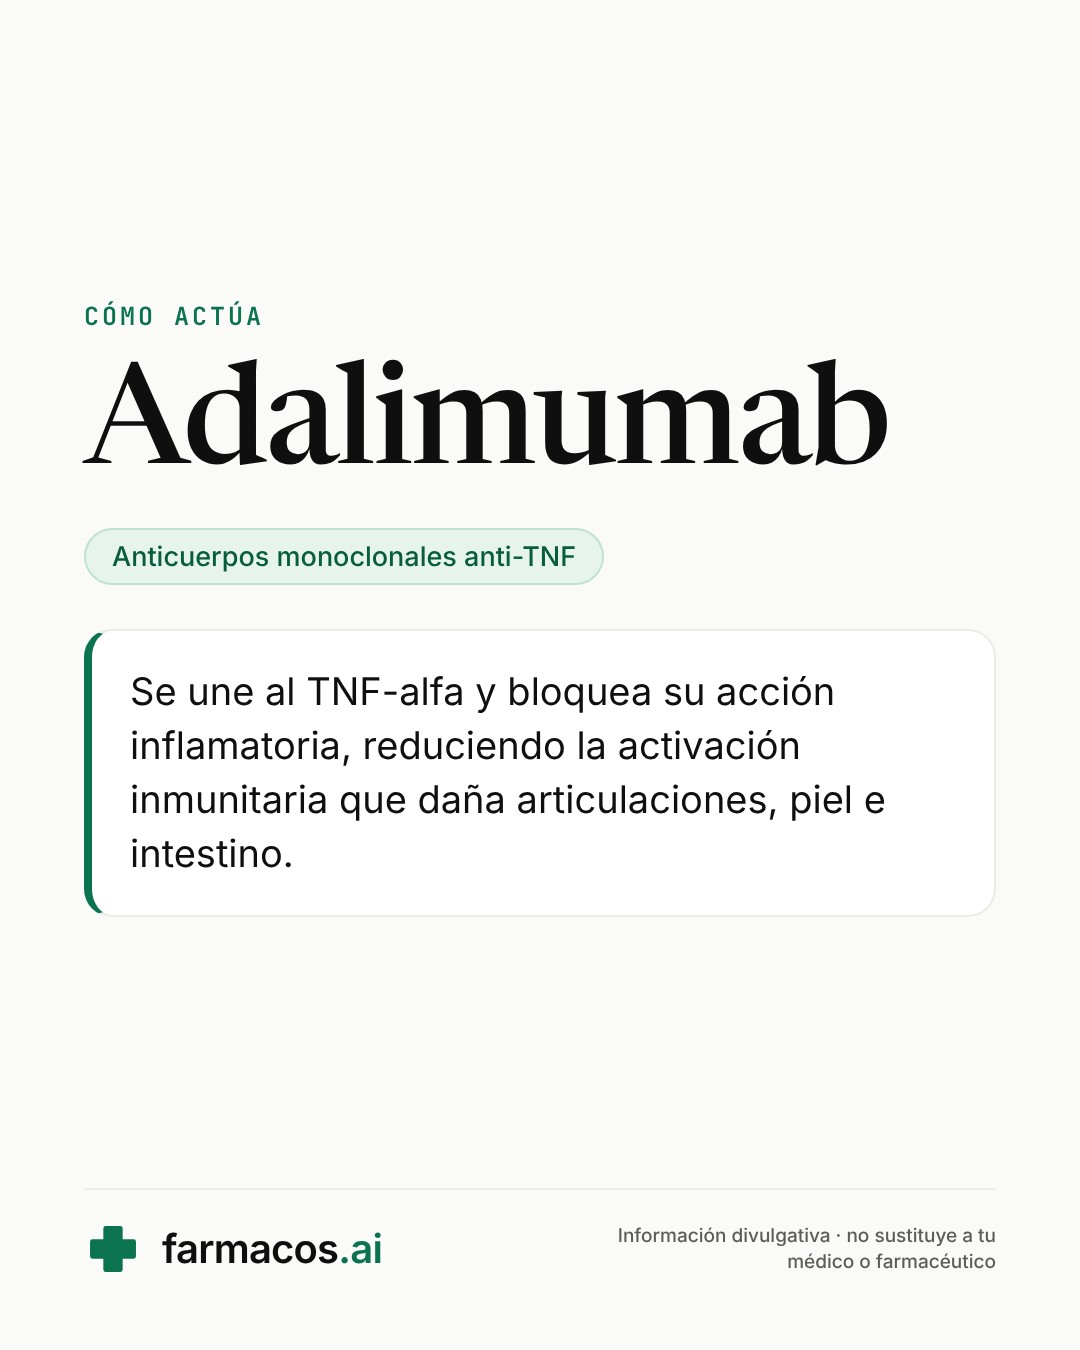 CÓMO ACTÚA
Adalimumab
Anticuerpos monoclonales anti-TNF
Se une al TNF-alfa y bloquea su acción
inflamatoria, reduciendo la activación
inmunitaria que daña articulaciones, piel e
intestino.
farmacos.ai
Información divulgativa · no sustituye a tu
médico o farmacéutico